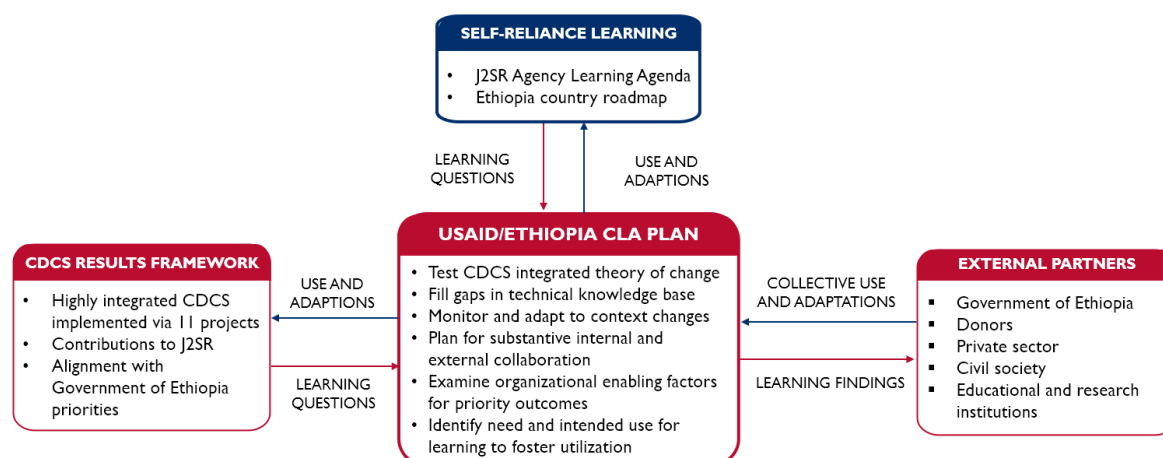 SELF-RELIANCE LEARNING
• J2SR Agency Learning Agenda
• Ethiopia country roadmap
LEARNING
QUESTIONS
USE AND
ADAPTIONS
CDCS RESULTS FRAMEWORK
• Highly integrated CDCS
implemented via 11 projects
• Contributions to J2SR
• Alignment with
Government of Ethiopia
priorities
USE AND
ADAPTIONS
LEARNING
QUESTIONS
USAID/ETHIOPIA CLA PLAN
• Test CDCS integrated theory of change
• Fill gaps in technical knowledge base
• Monitor and adapt to context changes
• Plan for substantive internal and
external collaboration
• Examine organizational enabling factors
for priority outcomes
• Identify need and intended use for
learning to foster utilization
COLLECTIVE USE
AND ADAPTATIONS
LEARNING FINDINGS
EXTERNAL PARTNERS
▪ Government of Ethiopia
▪ Donors
▪ Private sector
▪ Civil society
▪ Educational and research
institutions